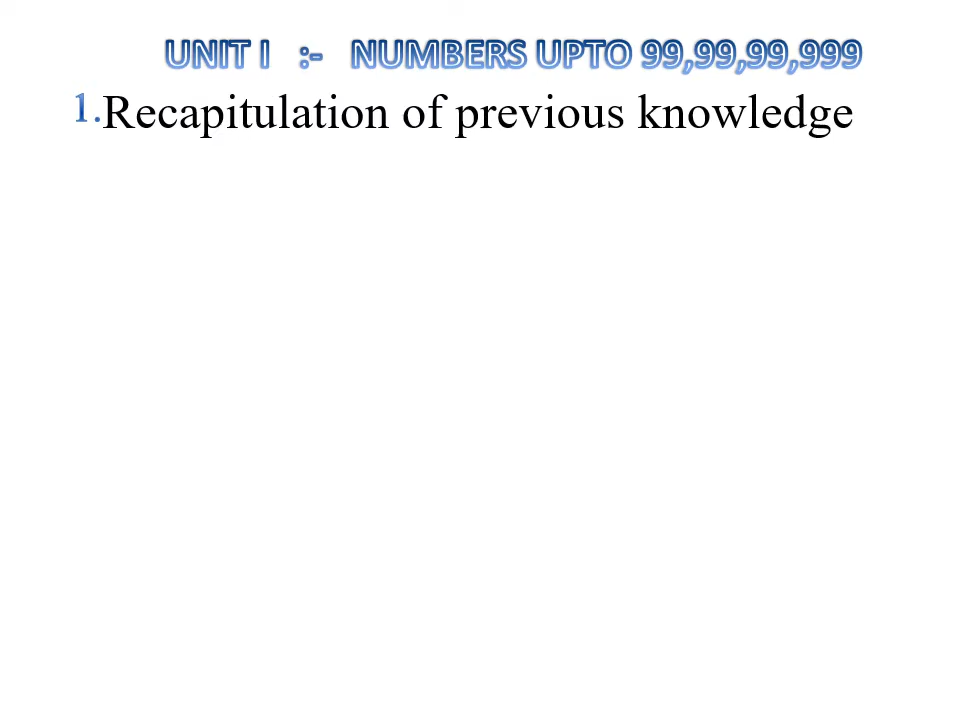 UNIT I :- NUMBERS UPTO 99,99,99,999
1.Recapitulation of previous knowledge